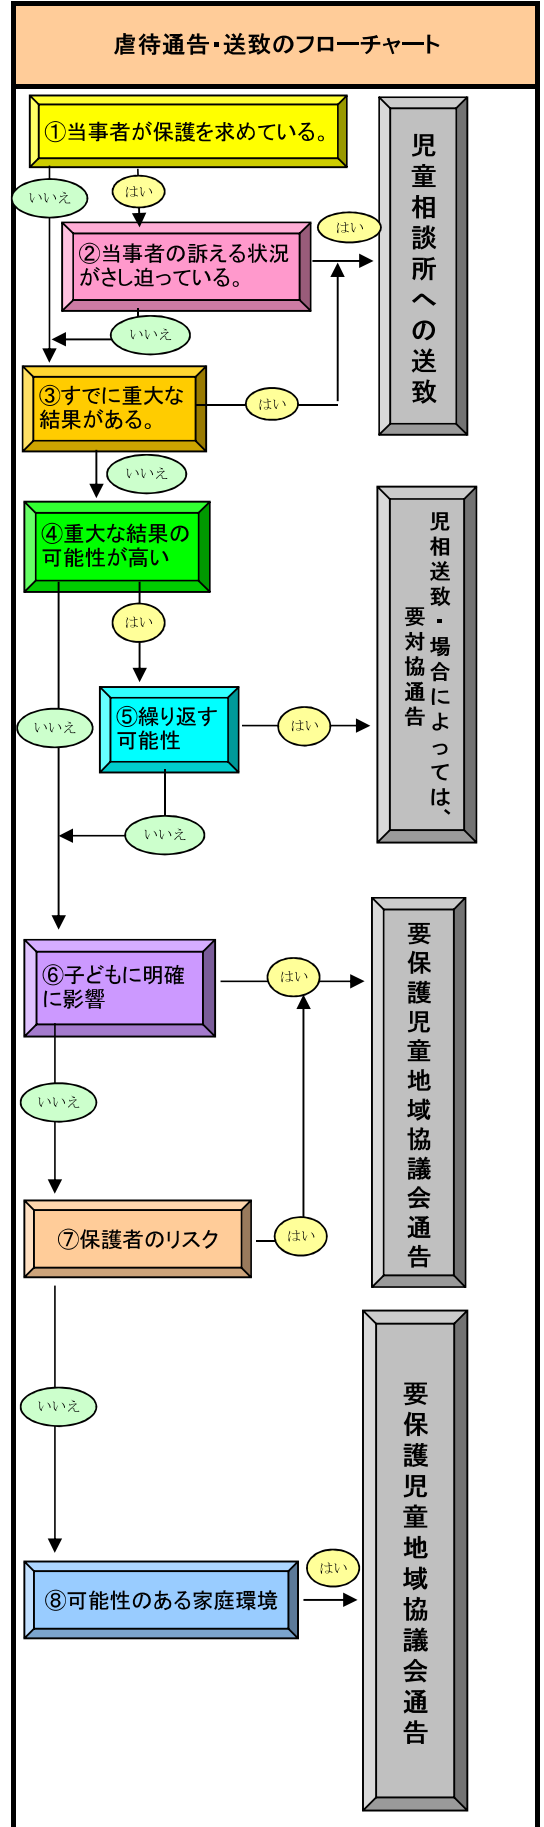 虐待通告・送致のフローチャート
①当事者が保護を求めている。
いいえ
はい
②当事者の訴える状況
がさし迫っている。
はい
児童相談所への送致
いいえ
③すでに重大な
結果がある。
はい
いいえ
④重大な結果の
可能性が高い
はい
児相送致・場合によっては、
要対協通告
いいえ
⑤繰り返す
可能性
はい
いいえ
⑥子どもに明確
に影響
はい
要保護児童地域協議会通告
いいえ
⑦保護者のリスク
はい
いいえ
⑧可能性のある家庭環境
はい
要保護児童地域協議会通告